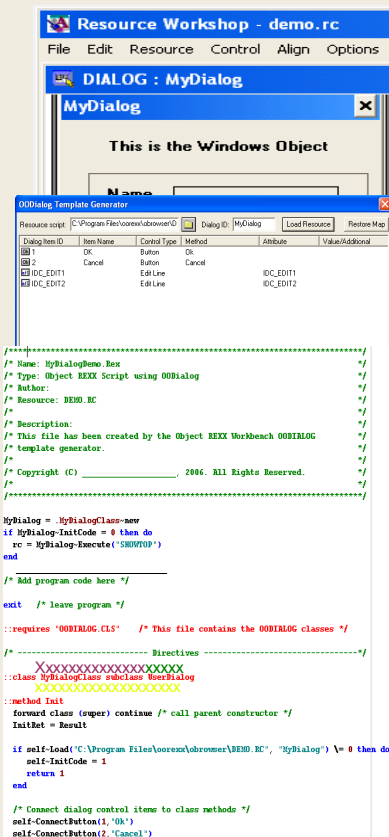 Resource Workshop - demo.rc
File Edit Resource Control Align Options
DIALOG : MyDialog
MyDialog
This is the Windows Object
Name
OODialog Template Generator
Resource script: C:\Program Files\oorexx\obrowser\D Dialog ID: MyDialog Load Resource Restore Map
Dialog Item ID Item Name Control Type Method Attribute Value/Additional
1 OK Button Ok
2 Cancel Button Cancel
IDC_EDIT1 Edit Line IDC_EDIT1
IDC_EDIT2 Edit Line IDC_EDIT2
/******************************************************************************/
/* Name: MyDialogDemo.Rex */
/* Type: Object REXX Script using OODialog */
/* Author: */
/* Resource: DEMO.RC */
/* */
/* Description: */
/* This file has been created by the Object REXX Workbench OODIALOG */
/* template generator. */
/* */
/* Copyright (C) ____________________, 2006. All Rights Reserved. */
/* */
/******************************************************************************/
MyDialog = .MyDialogClass~new
if MyDialog~InitCode = 0 then do
rc = MyDialog~Execute("SHOWTOP")
end
/* Add program code here */
exit /* leave program */
::requires "OODIALOG.CLS" /* This file contains the OODIALOG classes */
/* ---------------------------- Directives ---------------------------------*/
XXXXXXXXXXXXXXXXXXX
::class MyDialogClass subclass UserDialog
XXXXXXXXXXXXXXXXXXX
::method Init
forward class (super) continue /* call parent constructor */
InitRet = Result
if self~Load("C:\Program Files\oorexx\obrowser\DEMO.RC", "MyDialog") \= 0 then do
self~InitCode = 1
return 1
end
/* Connect dialog control items to class methods */
self~ConnectButton(1,"Ok")
self~ConnectButton(2,"Cancel")